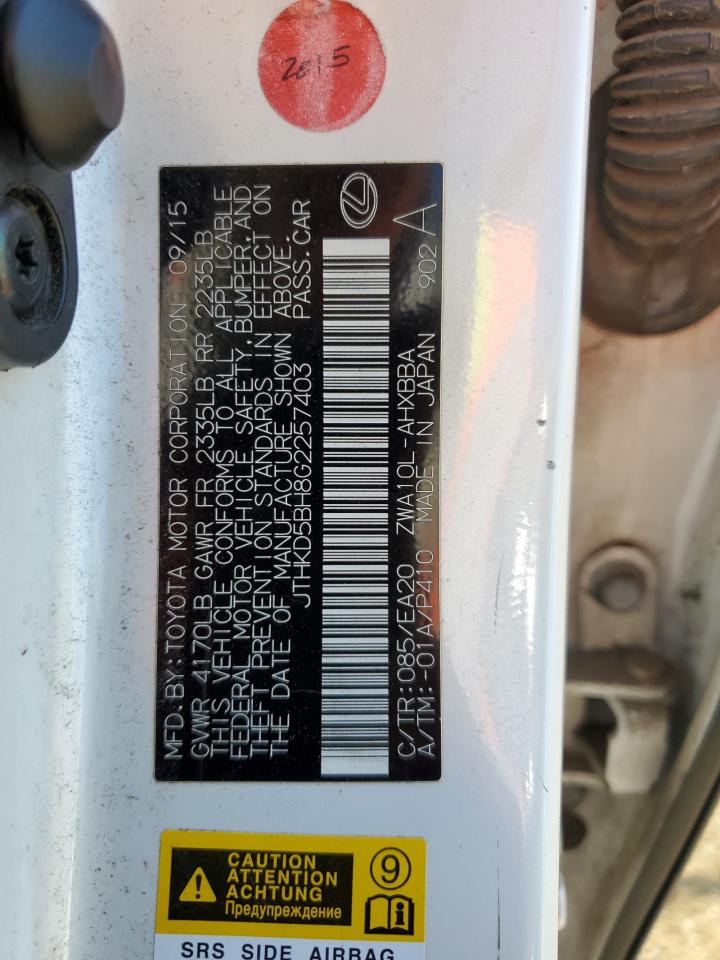 2015
MFD.BY:TOYOTA MOTOR CORPORATION 09/15
GVWR 4170LB GAWR FR 2335LB RR 2235LB
THIS VEHICLE CONFORMS TO ALL APPLICABLE
FEDERAL MOTOR VEHICLE SAFETY,BUMPER,AND
THEFT PREVENTION STANDARDS IN EFFECT ON
THE DATE OF MANUFACTURE SHOWN ABOVE.
JTHKD5BH8G2257403 PASS.CAR
C/TR:085/EA20 ZWA10L-AHXBBA
A/TM:-01A/P410 MADE IN JAPAN 902 A
CAUTION
ATTENTION
ACHTUNG
Предупреждение
9
SRS SIDE AIRBAG